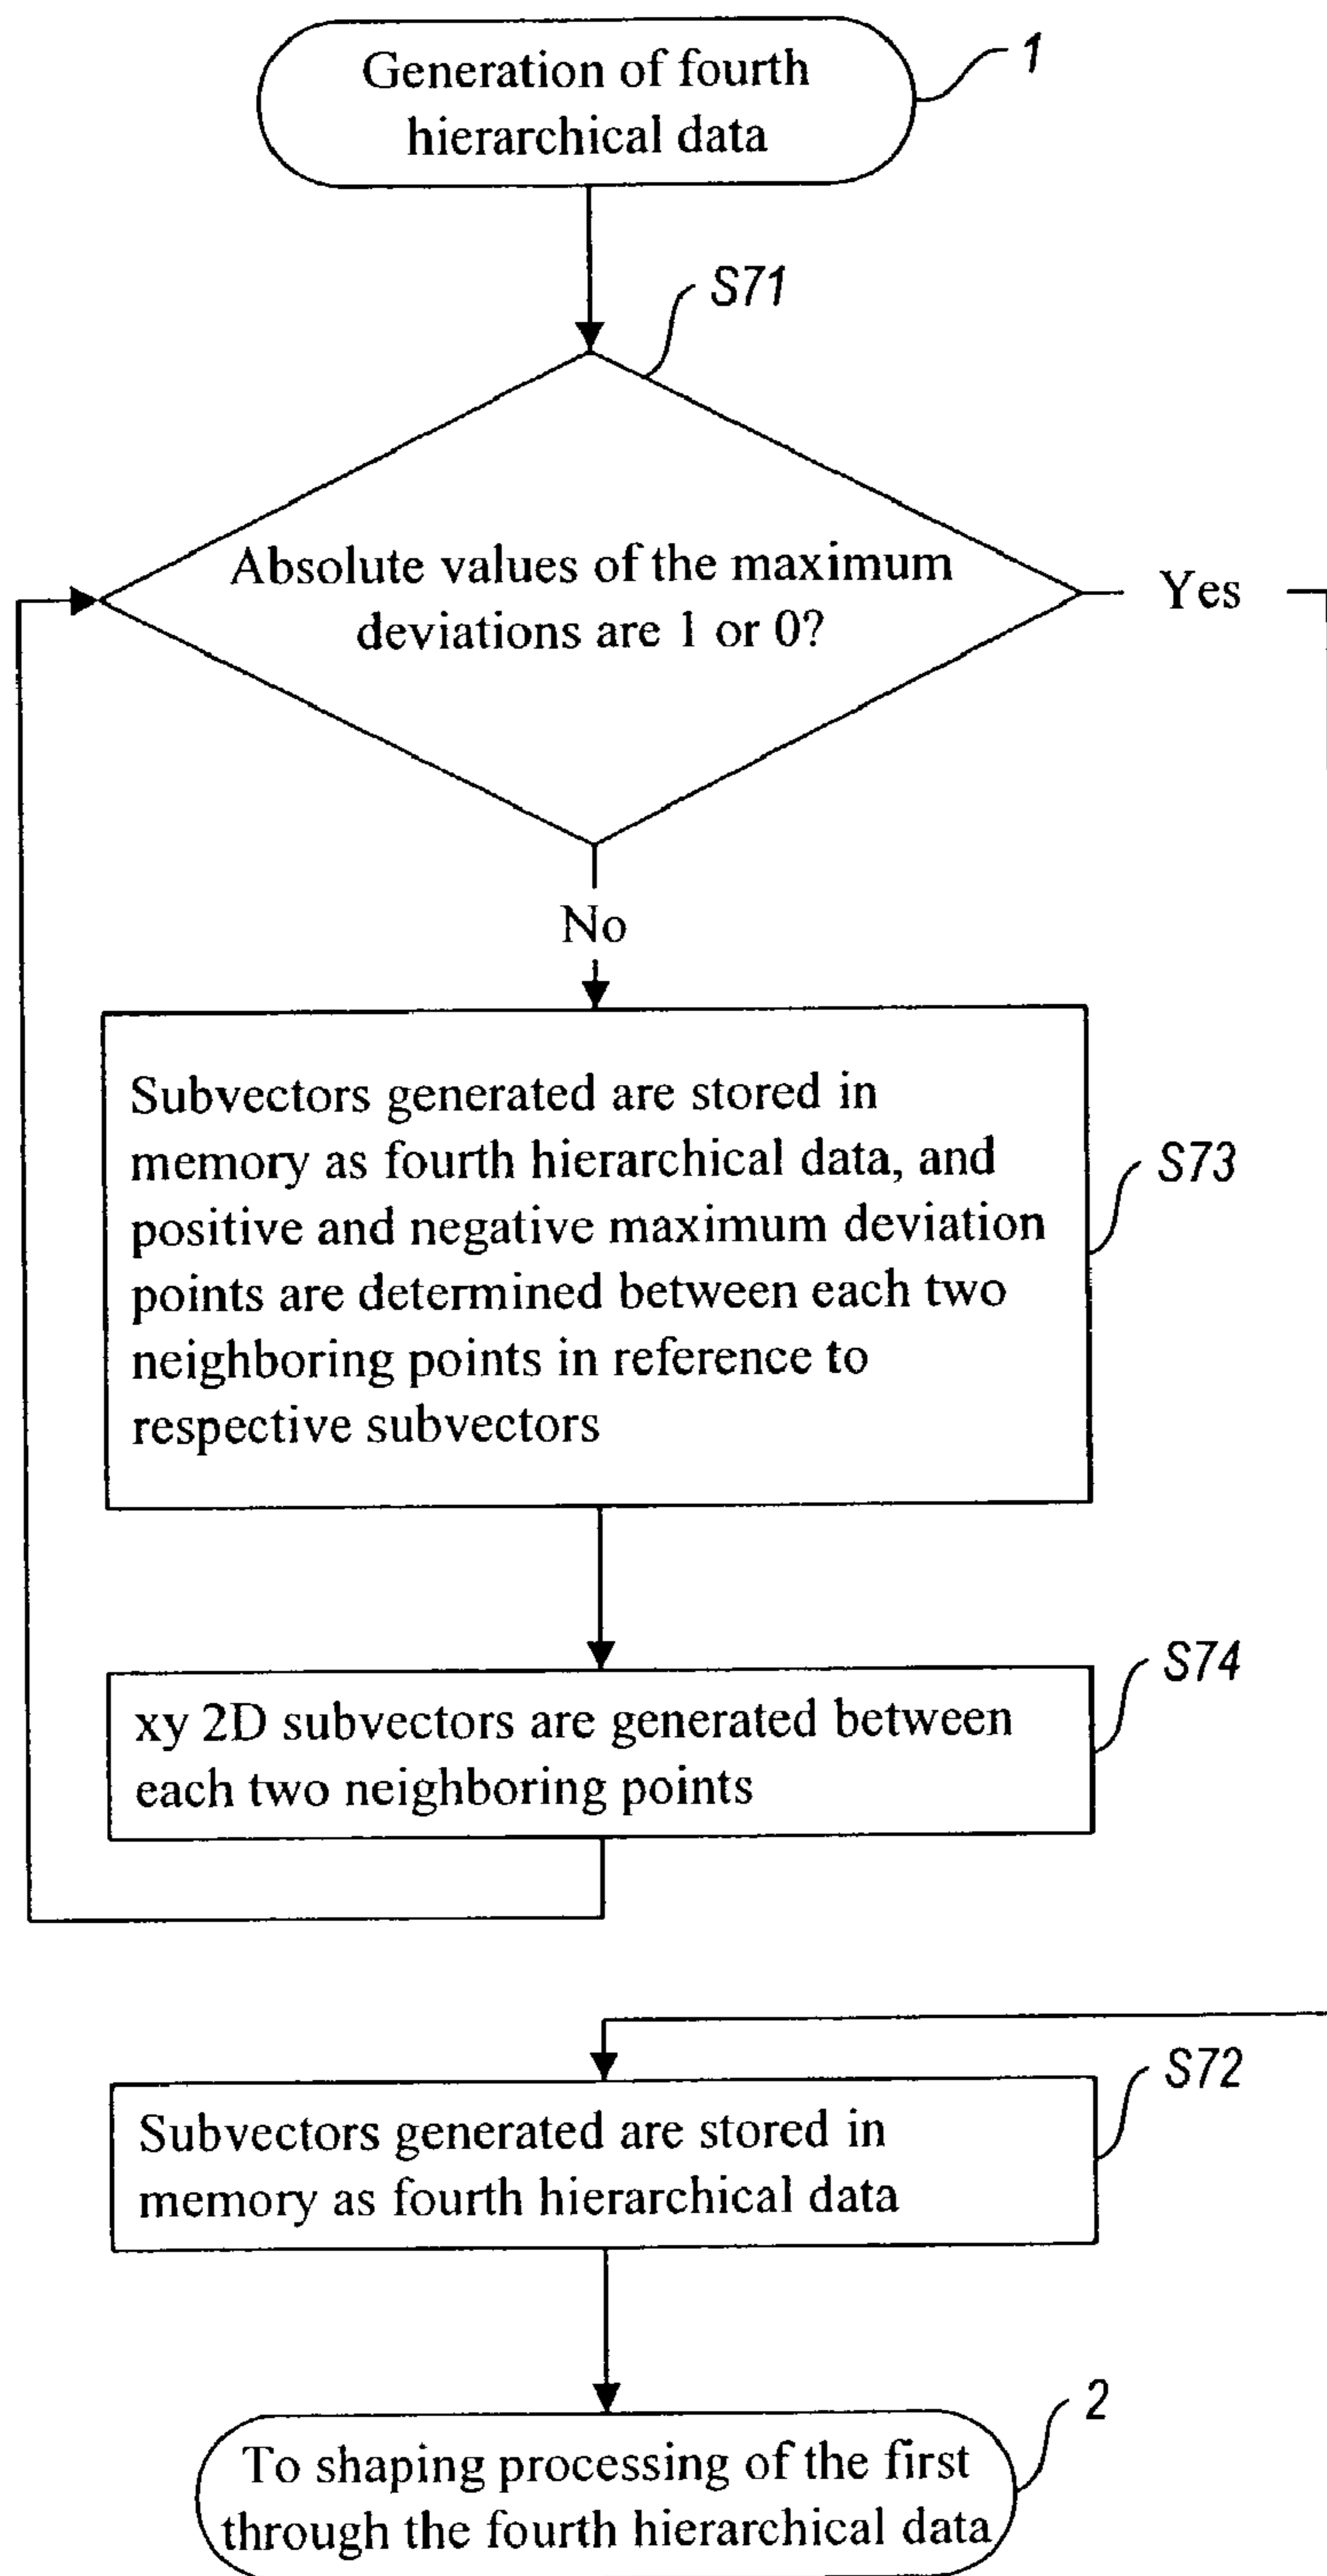 Generation of fourth
hierarchical data
1
S71
Absolute values of the maximum
deviations are 1 or 0?
Yes
No
Subvectors generated are stored in
memory as fourth hierarchical data, and
positive and negative maximum deviation
points are determined between each two
neighboring points in reference to
respective subvectors
S73
xy 2D subvectors are generated between
each two neighboring points
S74
S72
Subvectors generated are stored in
memory as fourth hierarchical data
2
To shaping processing of the first
through the fourth hierarchical data